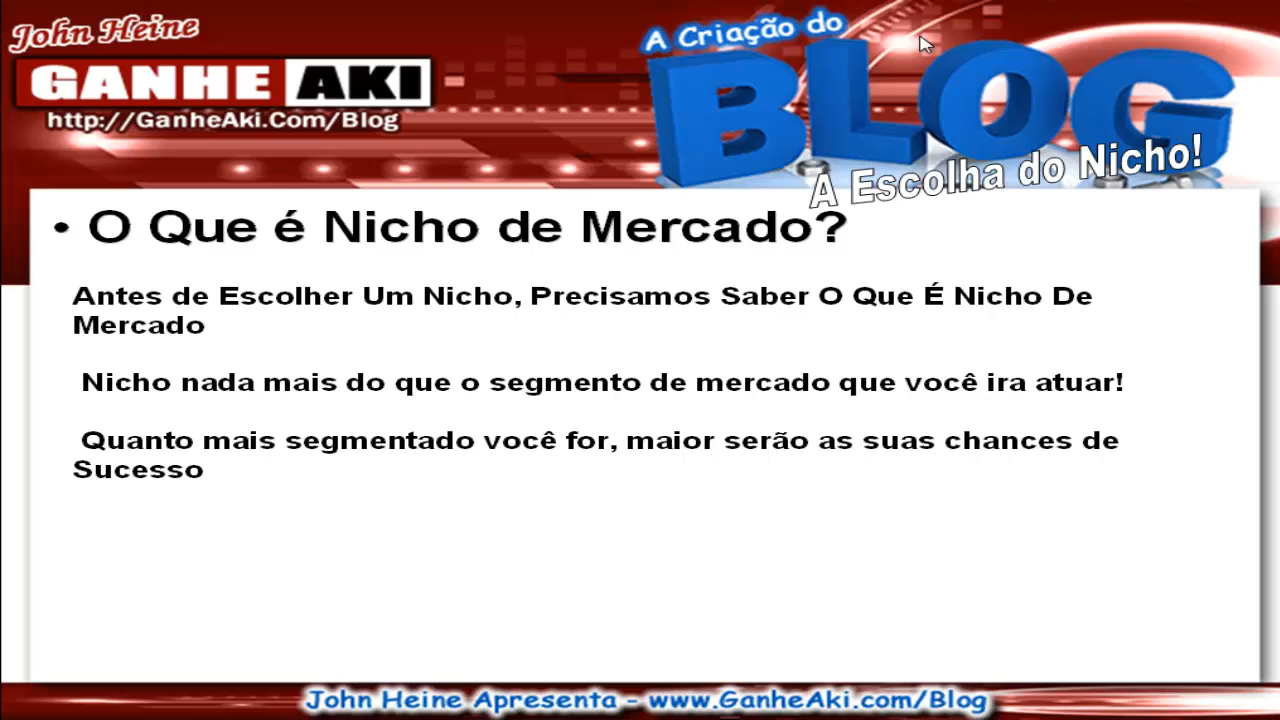 John Heine
GANHE AKI
http://GanheAki.Com/Blog
A Criação do
BLOG
A Escolha do Nicho!
• O Que é Nicho de Mercado?
Antes de Escolher Um Nicho, Precisamos Saber O Que É Nicho De
Mercado
Nicho nada mais do que o segmento de mercado que você ira atuar!
Quanto mais segmentado você for, maior serão as suas chances de
Sucesso
John Heine Apresenta - www.GanheAki.com/Blog